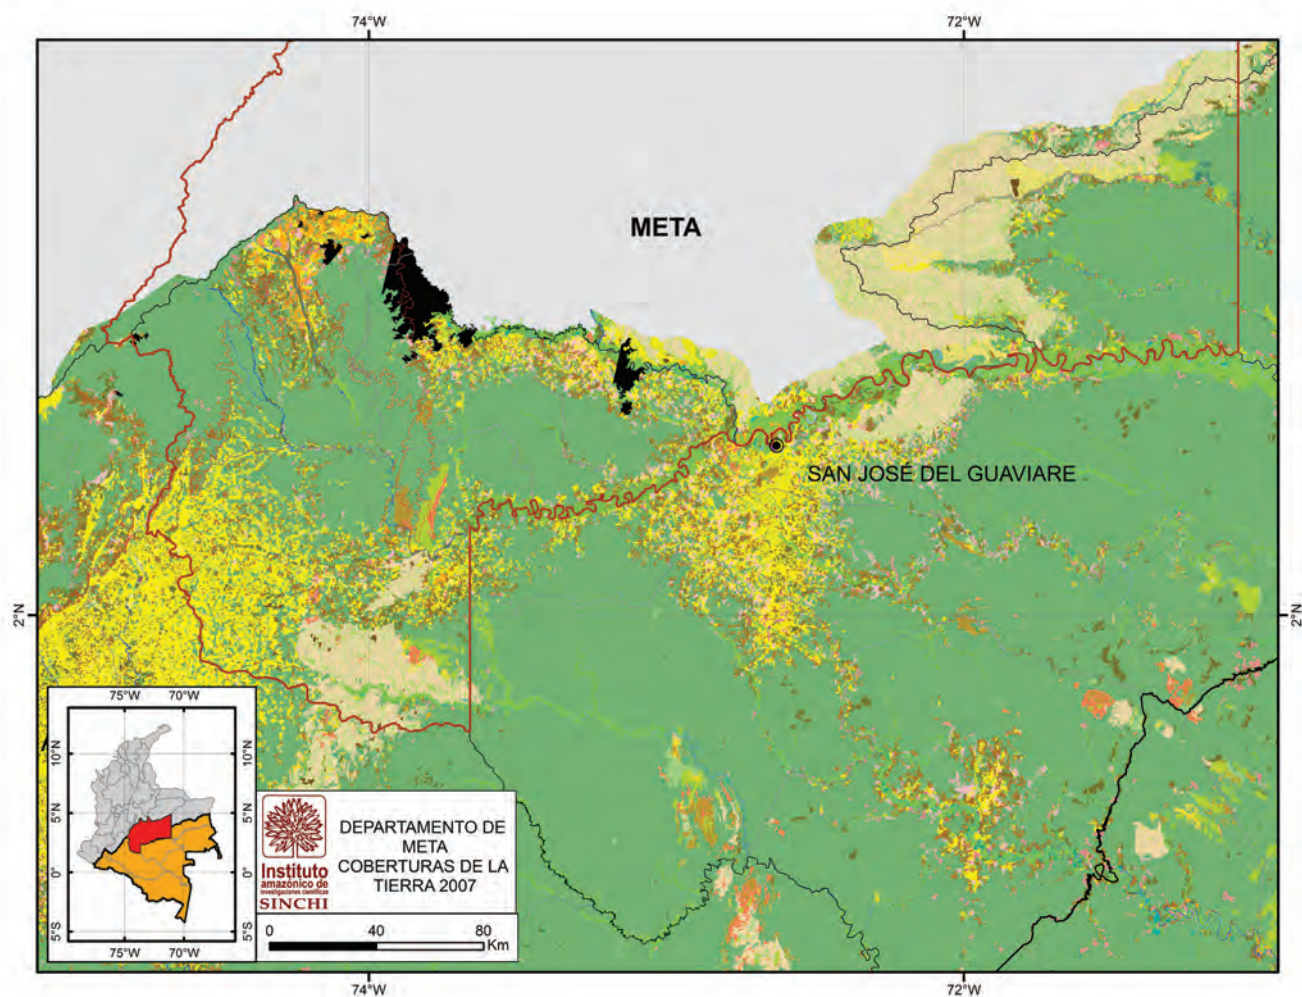 74°W
72°W
META
SAN JOSÉ DEL GUAVIARE
2°N
2°N
75°W
70°W
10°N
10°N
5°N
5°N
0°
0°
5°S
5°S
75°W
70°W
Instituto
amazónico de
investigaciones científicas
SINCHI
DEPARTAMENTO DE
META
COBERTURAS DE LA
TIERRA 2007
0
40
80
Km
74°W
72°W